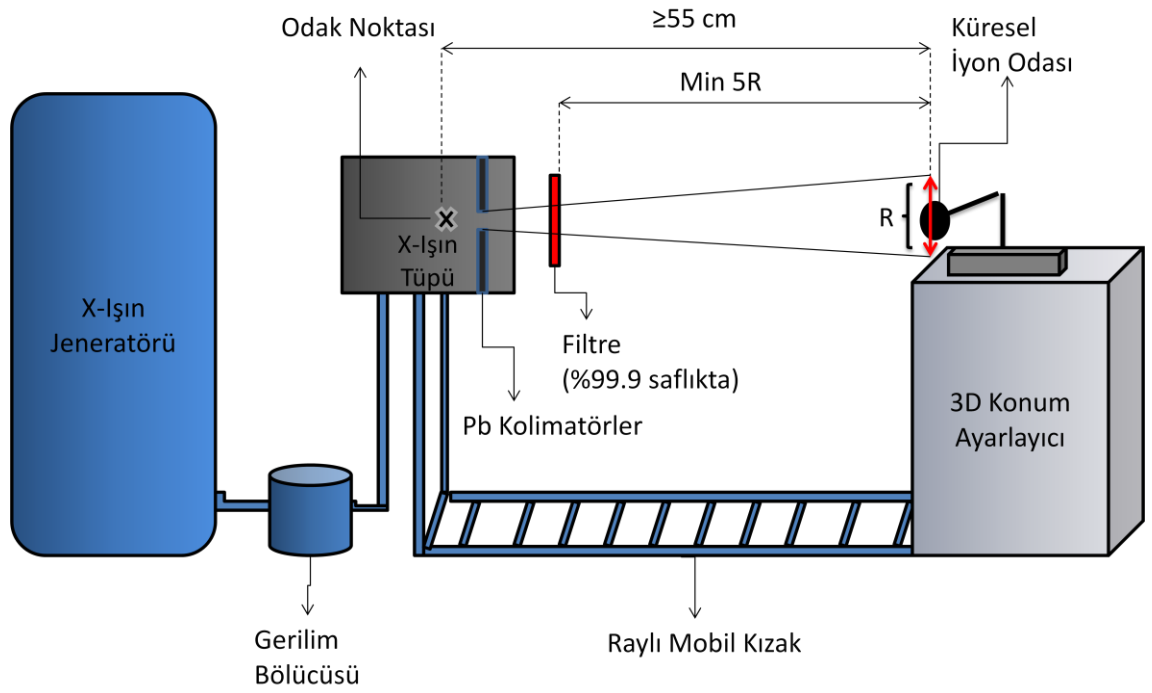 Odak Noktası
≥55 cm
Küresel
İyon Odası
Min 5R
R
X
X-Işın
Tüpü
X-Işın
Jeneratörü
Filtre
(%99.9 saflıkta)
Pb Kolimatörler
3D Konum
Ayarlayıcı
Gerilim
Bölücüsü
Raylı Mobil Kızak